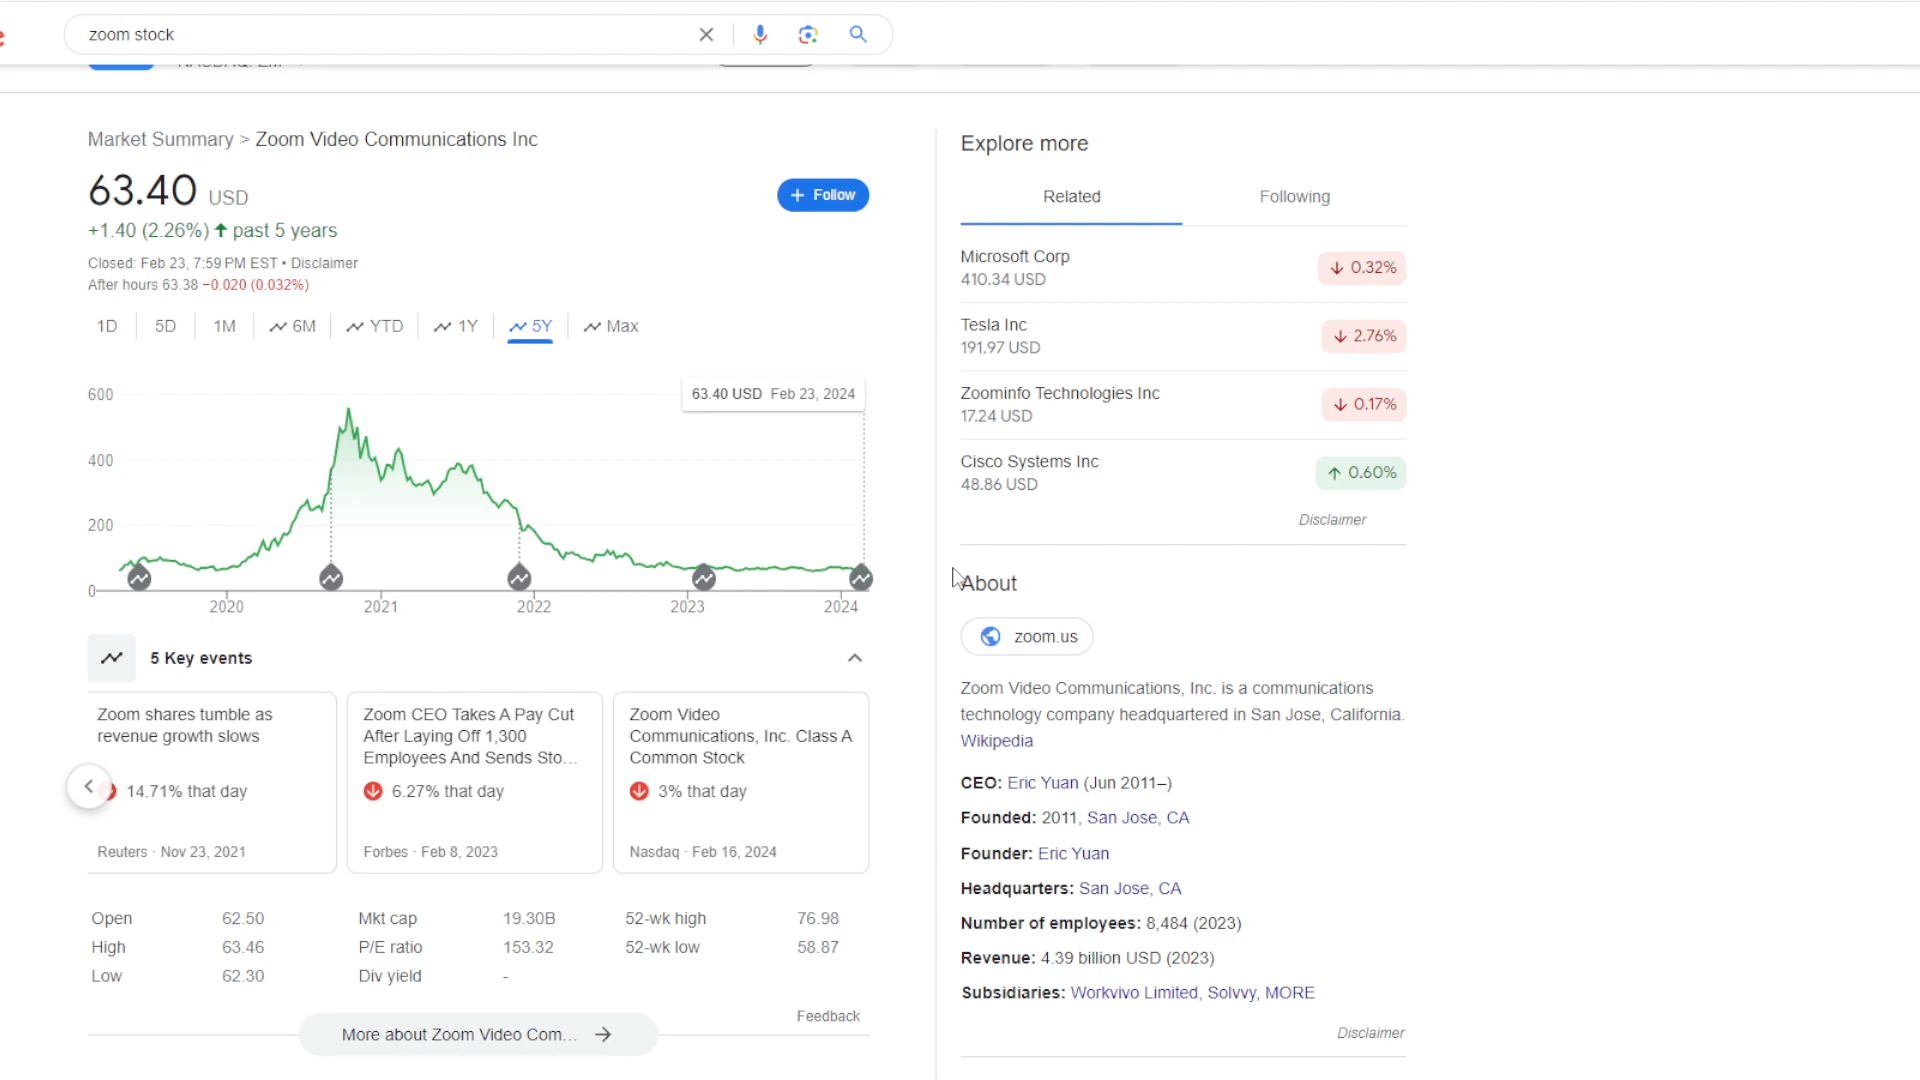 zoom stock
Market Summary > Zoom Video Communications Inc
63.40 USD
+ Follow
+1.40 (2.26%) past 5 years
Closed: Feb 23, 7:59 PM EST • Disclaimer
After hours 63.38 −0.020 (0.032%)
1D 5D 1M 6M YTD 1Y 5Y Max
63.40 USD Feb 23, 2024
600
400
200
0
2020 2021 2022 2023 2024
5 Key events
Zoom shares tumble as
revenue growth slows
14.71% that day
Reuters · Nov 23, 2021
Zoom CEO Takes A Pay Cut
After Laying Off 1,300
Employees And Sends Sto...
6.27% that day
Forbes · Feb 8, 2023
Zoom Video
Communications, Inc. Class A
Common Stock
3% that day
Nasdaq · Feb 16, 2024
Open 62.50 Mkt cap 19.30B 52-wk high 76.98
High 63.46 P/E ratio 153.32 52-wk low 58.87
Low 62.30 Div yield -
Feedback
More about Zoom Video Com...
Explore more
Related Following
Microsoft Corp
410.34 USD
0.32%
Tesla Inc
191.97 USD
2.76%
Zoominfo Technologies Inc
17.24 USD
0.17%
Cisco Systems Inc
48.86 USD
0.60%
Disclaimer
About
zoom.us
Zoom Video Communications, Inc. is a communications
technology company headquartered in San Jose, California.
Wikipedia
CEO: Eric Yuan (Jun 2011–)
Founded: 2011, San Jose, CA
Founder: Eric Yuan
Headquarters: San Jose, CA
Number of employees: 8,484 (2023)
Revenue: 4.39 billion USD (2023)
Subsidiaries: Workvivo Limited, Solvvy, MORE
Disclaimer